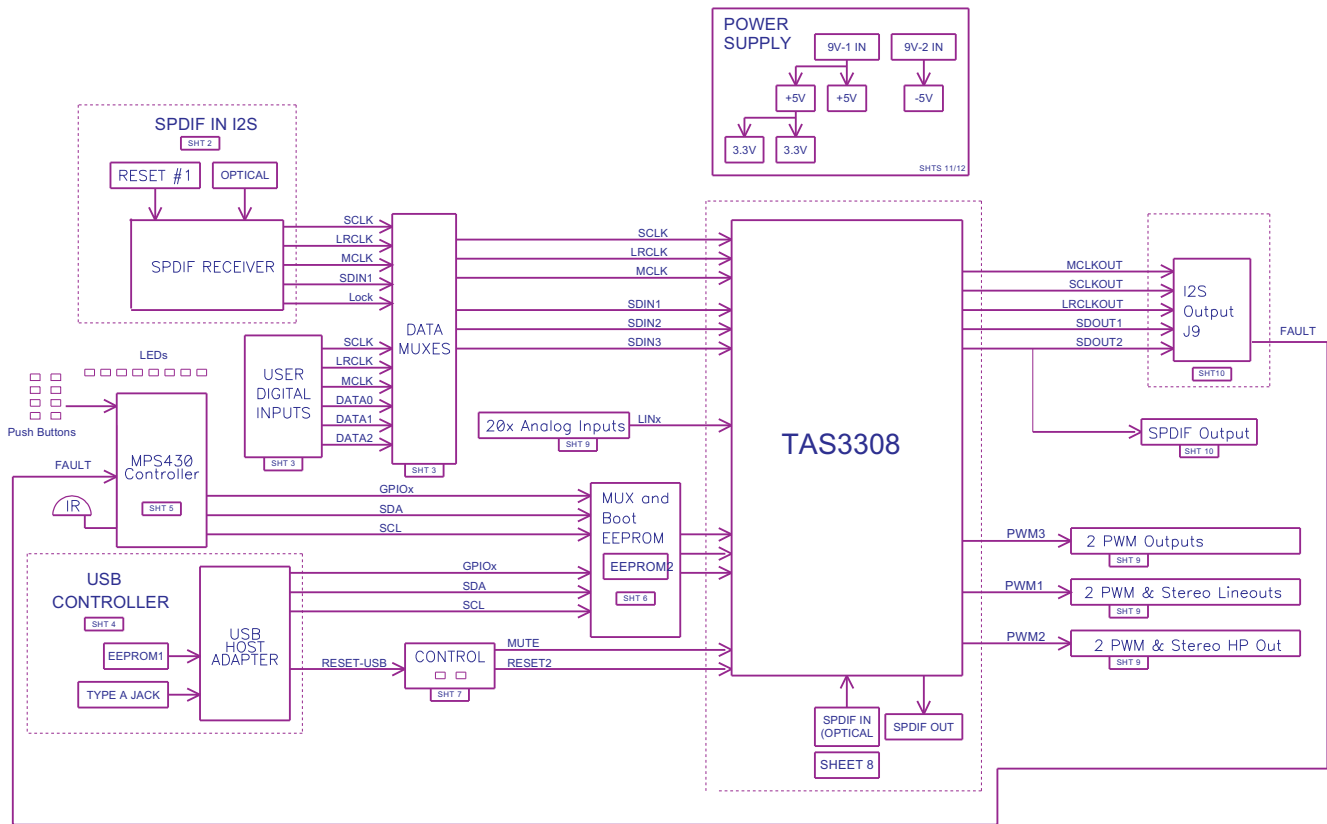 POWER
SUPPLY
9V-1 IN
9V-2 IN
+5V
+5V
-5V
3.3V
3.3V
SHTS 11/12
SPDIF IN I2S
SHT 2
RESET #1
OPTICAL
SPDIF RECEIVER
SCLK
LRCLK
MCLK
SDIN1
Lock
DATA
MUXES
SHT 3
SCLK
LRCLK
MCLK
SDIN1
SDIN2
SDIN3
USER
DIGITAL
INPUTS
SHT 3
SCLK
LRCLK
MCLK
DATA0
DATA1
DATA2
LEDs
Push Buttons
FAULT
IR
MPS430
Controller
SHT 5
GPIOx
SDA
SCL
20x Analog Inputs
SHT 9
LINx
MUX and
Boot
EEPROM
EEPROM2
SHT 6
USB
CONTROLLER
SHT 4
EEPROM1
TYPE A JACK
USB
HOST
ADAPTER
GPIOx
SDA
SCL
RESET-USB
CONTROL
SHT 7
MUTE
RESET2
TAS3308
SPDIF IN
(OPTICAL
SPDIF OUT
SHEET 8
MCLKOUT
SCLKOUT
LRCLKOUT
SDOUT1
SDOUT2
I2S
Output
J9
SHT10
FAULT
SPDIF Output
SHT 10
PWM3
2 PWM Outputs
SHT 9
PWM1
2 PWM & Stereo Lineouts
SHT 9
PWM2
2 PWM & Stereo HP Out
SHT 9